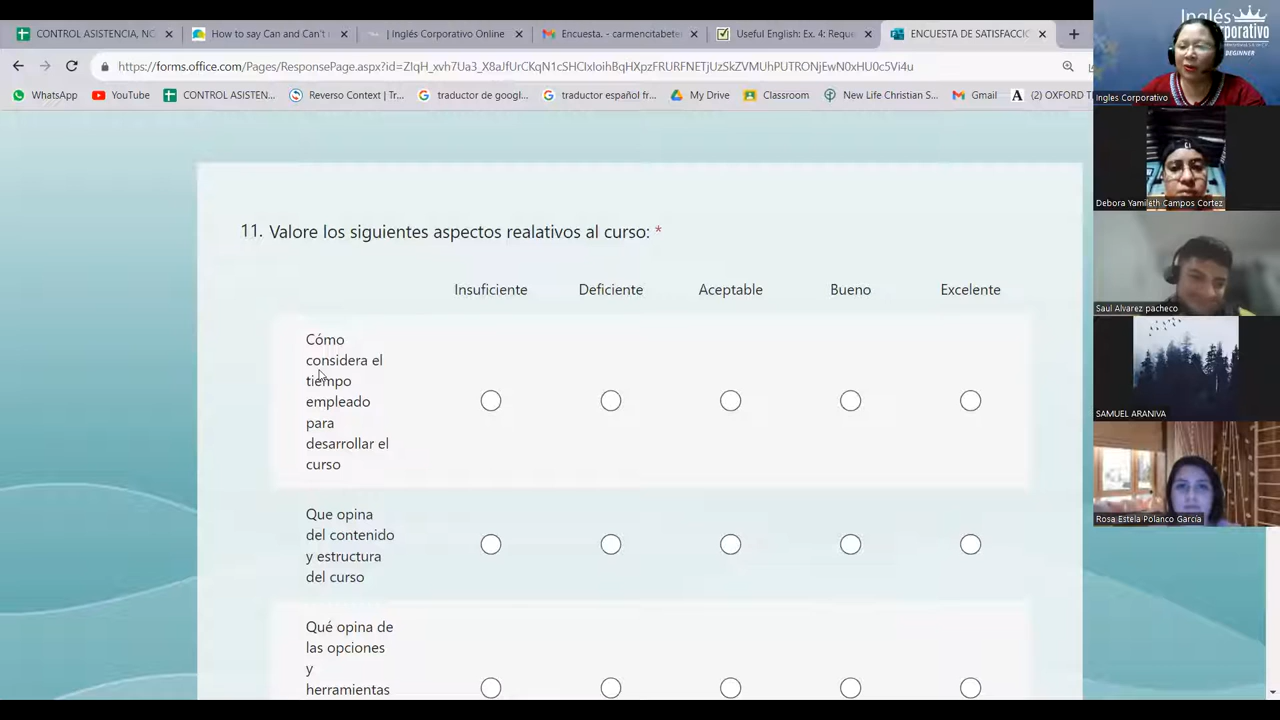 CONTROL ASISTENCIA, NC
How to say Can and Can't i
| Inglés Corporativo Online
Encuesta. - carmencitabeter
Useful English: Ex. 4: Reque
ENCUESTA DE SATISFACCIÓ
https://forms.office.com/Pages/ResponsePage.aspx?id=
WhatsApp
YouTube
CONTROL ASISTEN...
Reverso Context | Tr...
traductor de googl...
traductor español fr...
My Drive
Classroom
New Life Christian S...
Gmail
(2) OXFORD T
11. Valore los siguientes aspectos realativos al curso: *
Insuficiente Deficiente Aceptable Bueno Excelente
Cómo
considera el
tiempo
empleado
para
desarrollar el
curso
Que opina
del contenido
y estructura
del curso
Qué opina de
las opciones
y
herramientas
Inglés
BEGINNER
Ingles Corporativo
Debora Yamileth Campos Cortez
Saul Alvarez pacheco
SAMUEL ARANIVA
Rosa Estela Polanco García